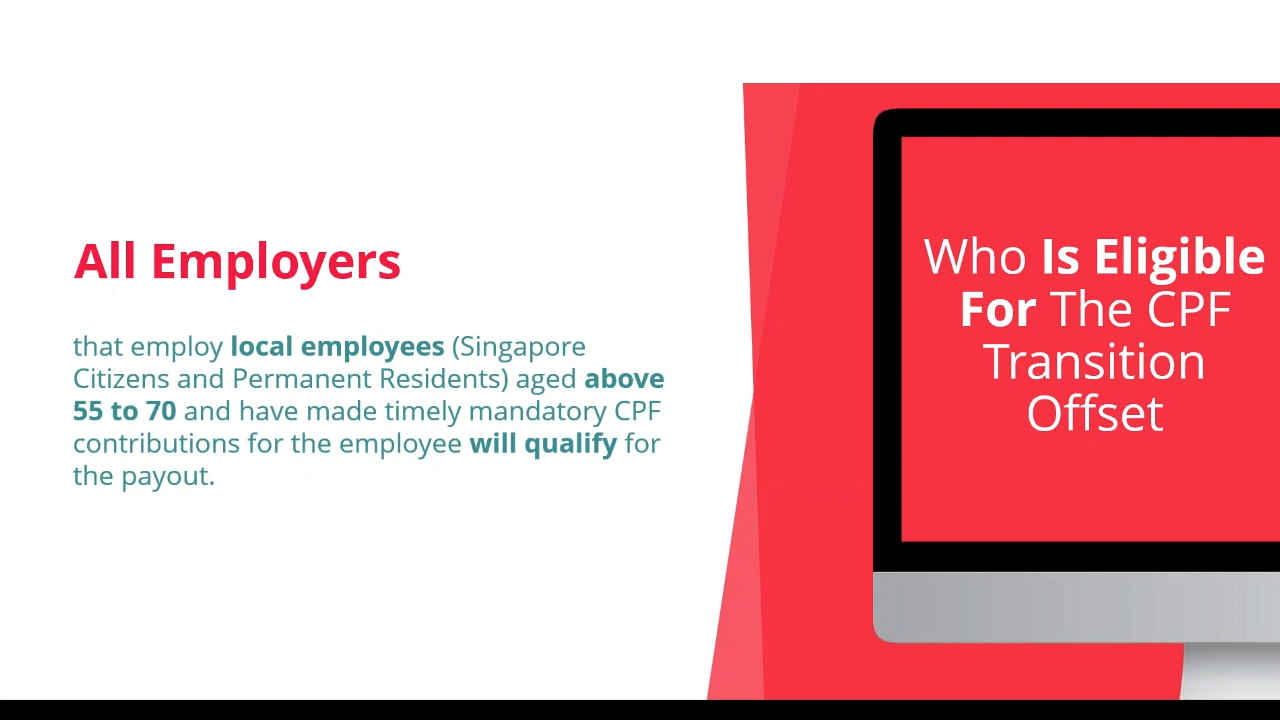 All Employers
that employ local employees (Singapore
Citizens and Permanent Residents) aged above
55 to 70 and have made timely mandatory CPF
contributions for the employee will qualify for
the payout.
Who Is Eligible
For The CPF
Transition
Offset